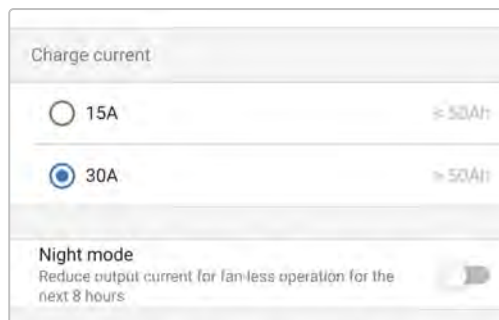 Charge current
15A
≤ 50Ah
30A
> 50Ah
Night mode
Reduce output current for fan-less operation for the
next 8 hours